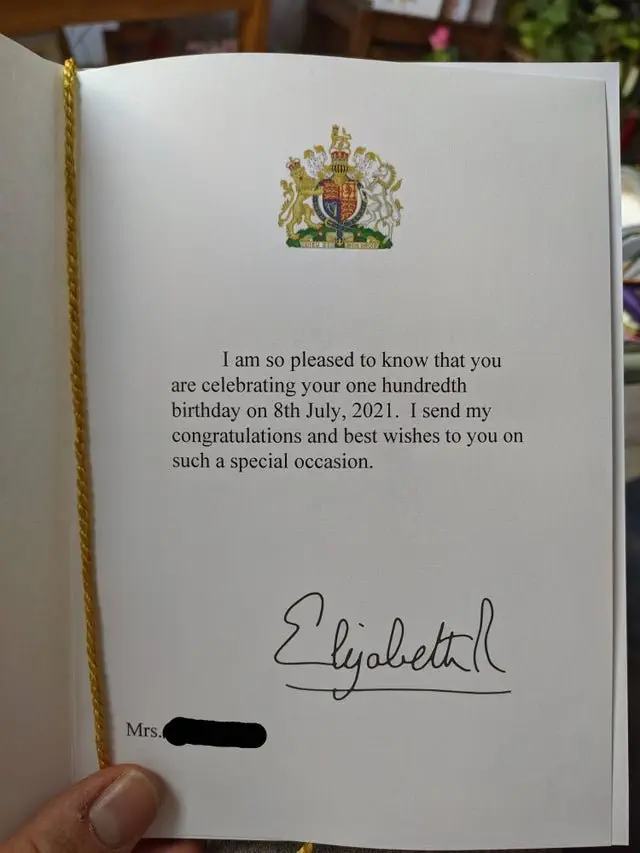 I am so pleased to know that you
are celebrating your one hundredth
birthday on 8th July, 2021. I send my
congratulations and best wishes to you on
such a special occasion.
Elizabeth R
Mrs.